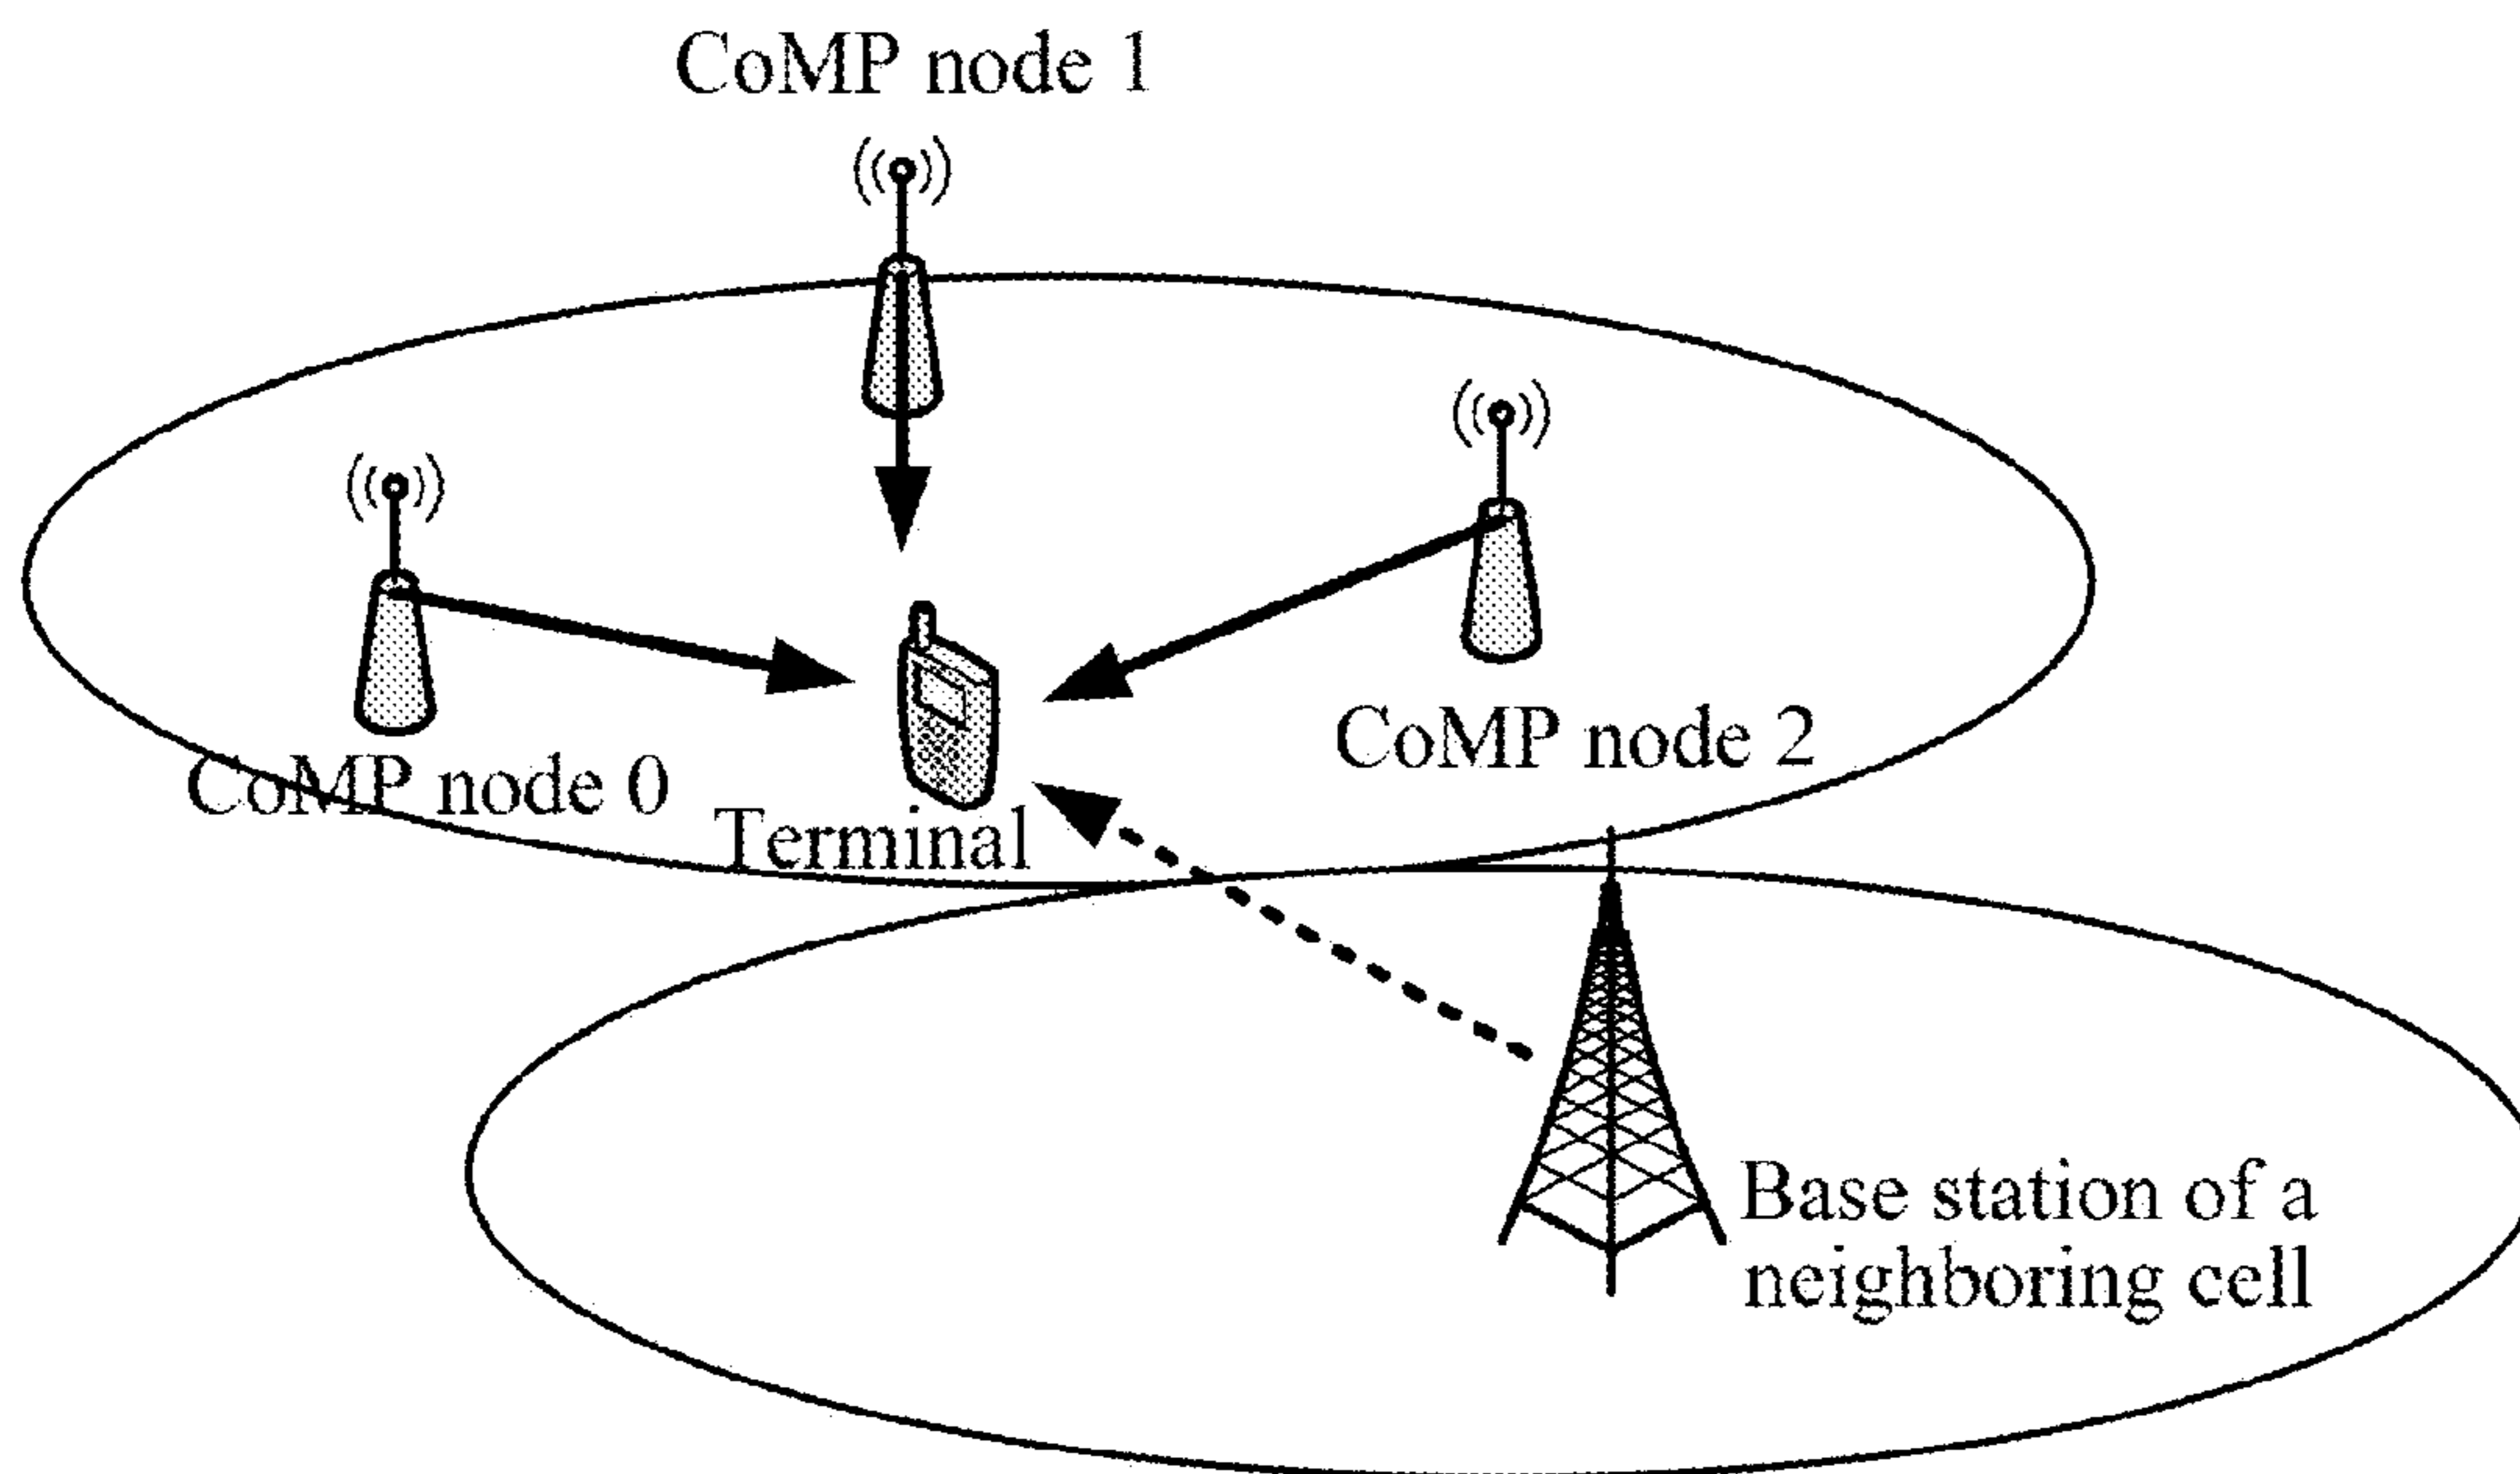 CoMP node 1
CoMP node 2
CoMP node 0
Terminal
Base station of a
neighboring cell